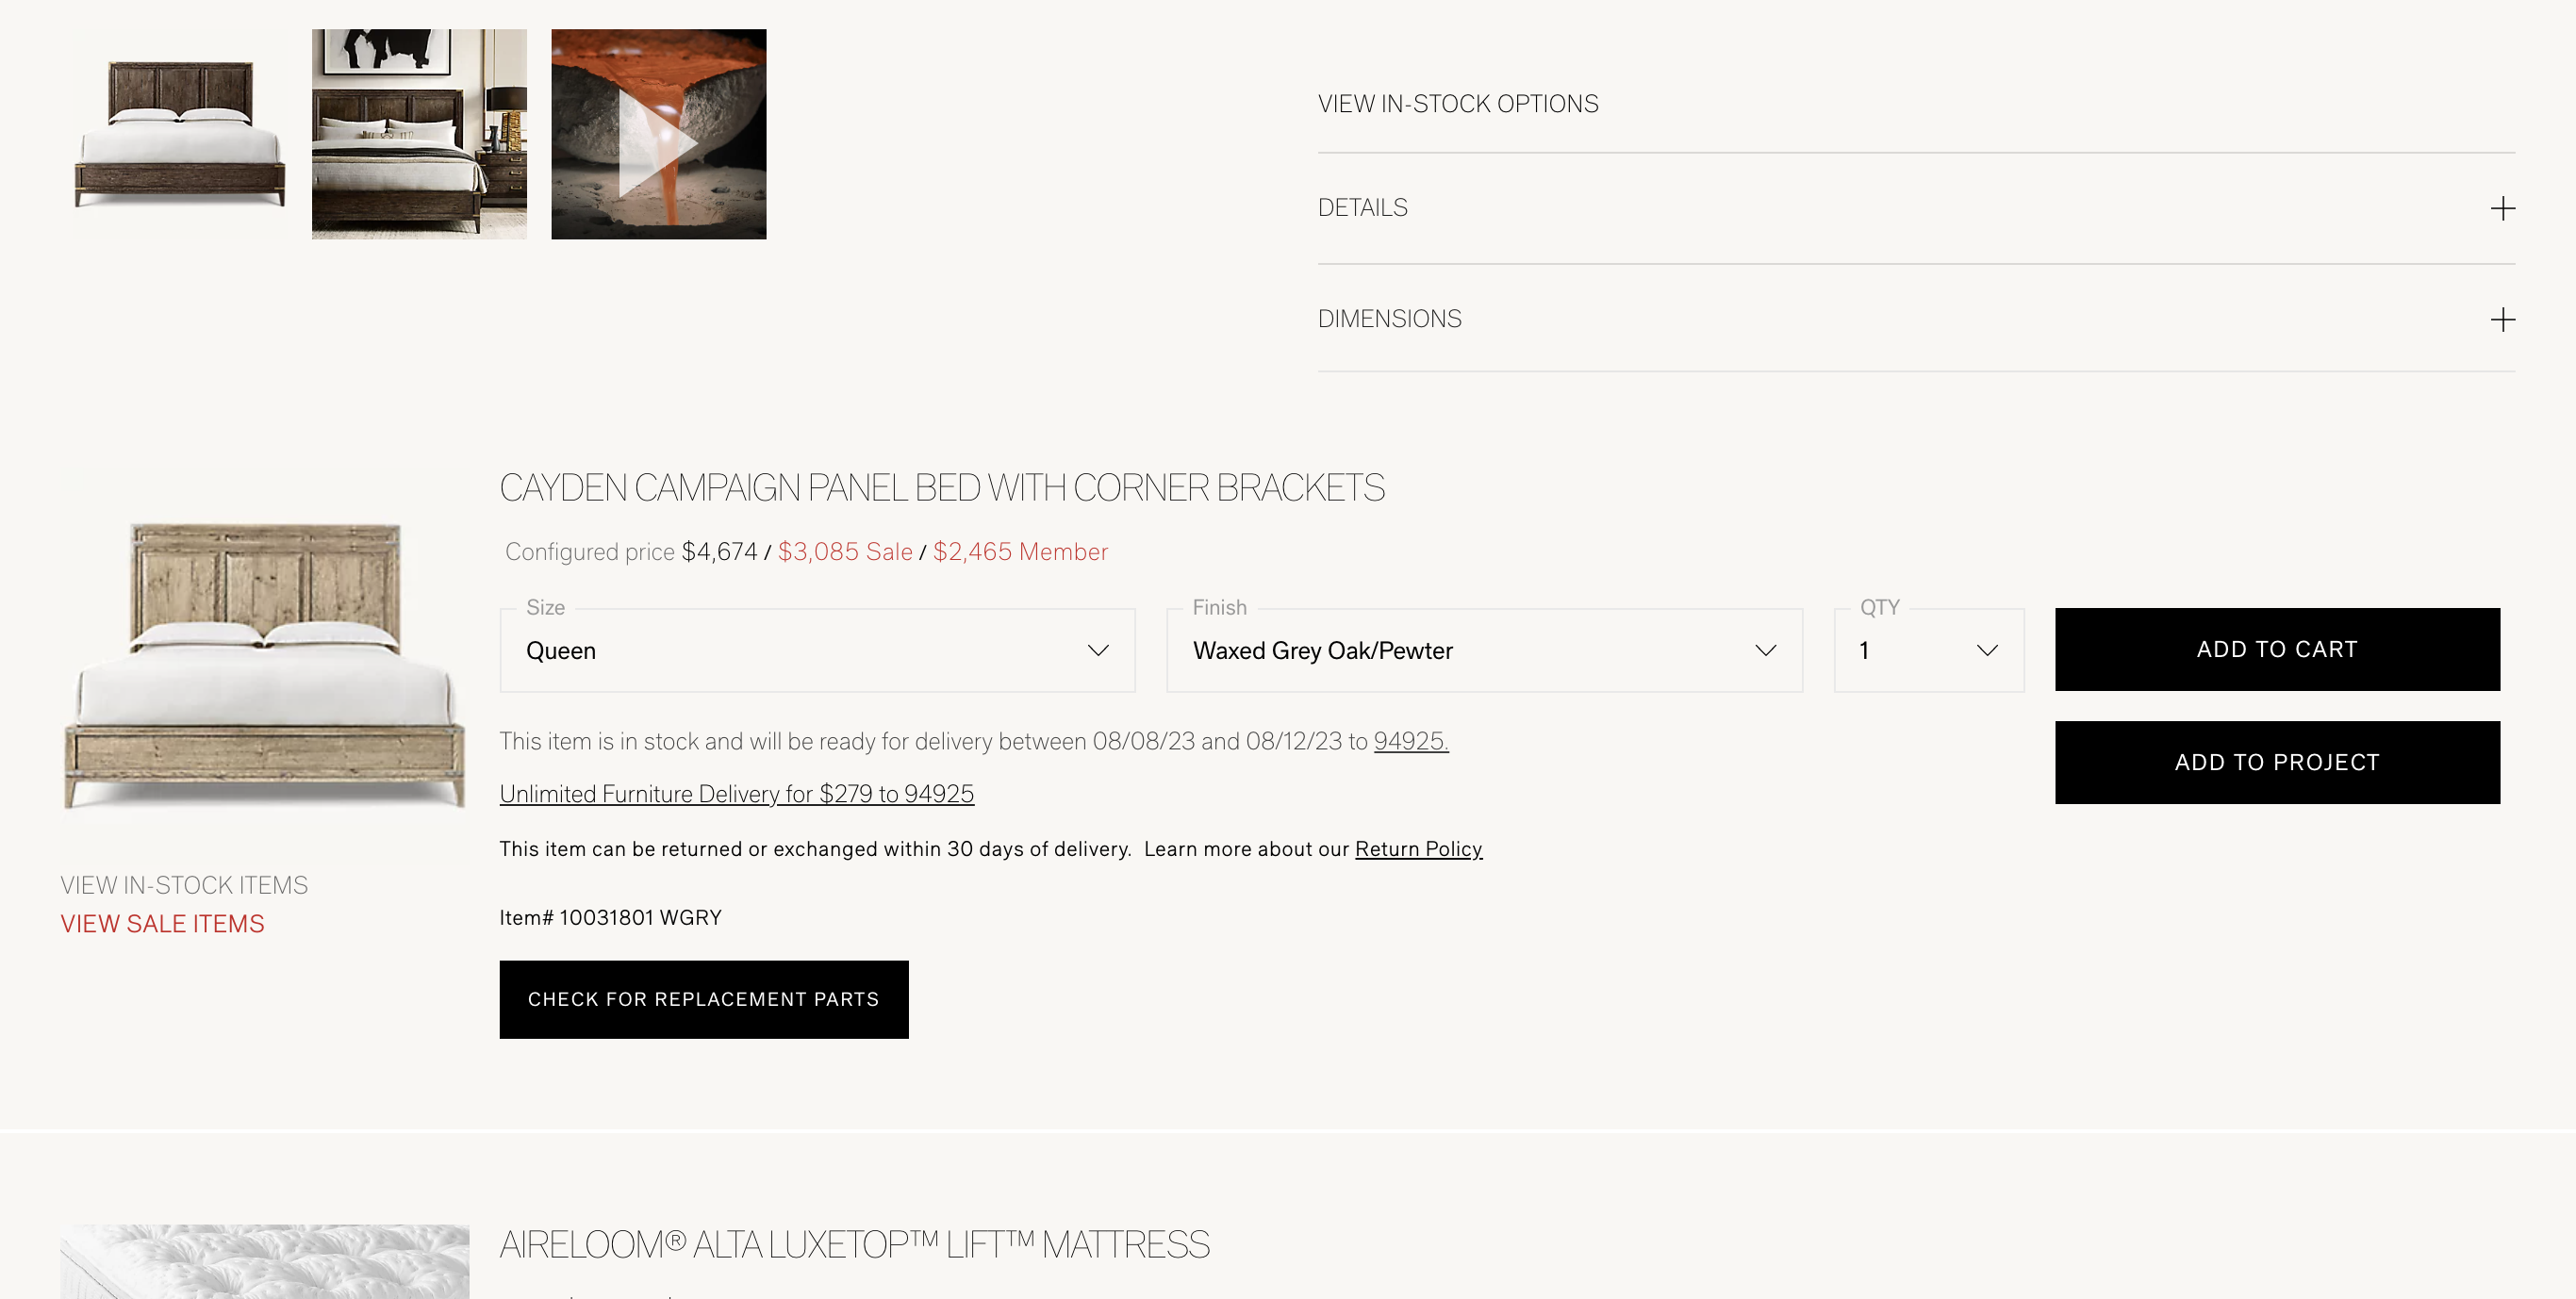 VIEW IN-STOCK OPTIONS
DETAILS
DIMENSIONS
CAYDEN CAMPAIGN PANEL BED WITH CORNER BRACKETS
Configured price $4,674 / $3,085 Sale / $2,465 Member
Size
Queen
Finish
Waxed Grey Oak/Pewter
QTY
1
ADD TO CART
ADD TO PROJECT
This item is in stock and will be ready for delivery between 08/08/23 and 08/12/23 to 94925.
Unlimited Furniture Delivery for $279 to 94925
This item can be returned or exchanged within 30 days of delivery. Learn more about our Return Policy
VIEW IN-STOCK ITEMS
VIEW SALE ITEMS
Item# 10031801 WGRY
CHECK FOR REPLACEMENT PARTS
AIRELOOM® ALTA LUXETOP™ LIFT™ MATTRESS